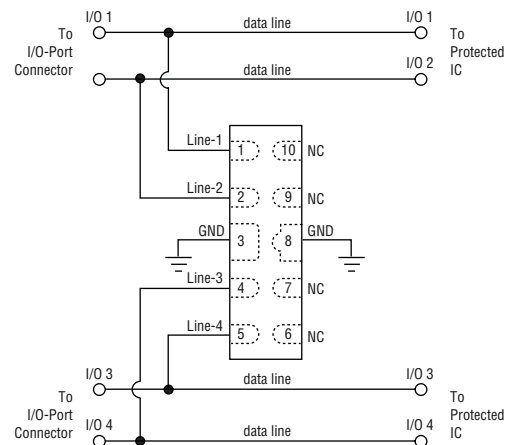 I/O 1
data line
I/O 1
To
I/O-Port
Connector
To
Protected
IC
data line
I/O 2
Line-1
1
10
NC
Line-2
2
9
NC
GND
3
8
GND
Line-3
4
7
NC
Line-4
5
6
NC
I/O 3
data line
I/O 3
To
I/O-Port
Connector
To
Protected
IC
I/O 4
data line
I/O 4